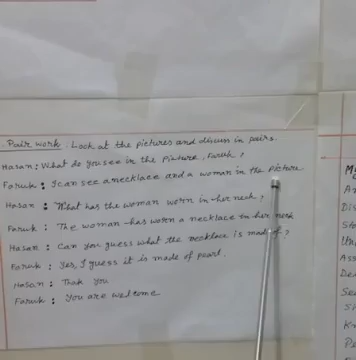 Pair work. Look at the pictures and discuss in pairs.
Hasan : What do you see in the picture, Faruk ?
Faruk : I can see a necklace and a woman in the picture
Hasan : What has the woman worn in her neck,
Faruk : The woman has worn a necklace in her neck
Hasan : Can you guess what the necklace is made of ?
Faruk : Yes, I guess it is made of pearl.
Hasan : Thak you
Faruk : You are welcome